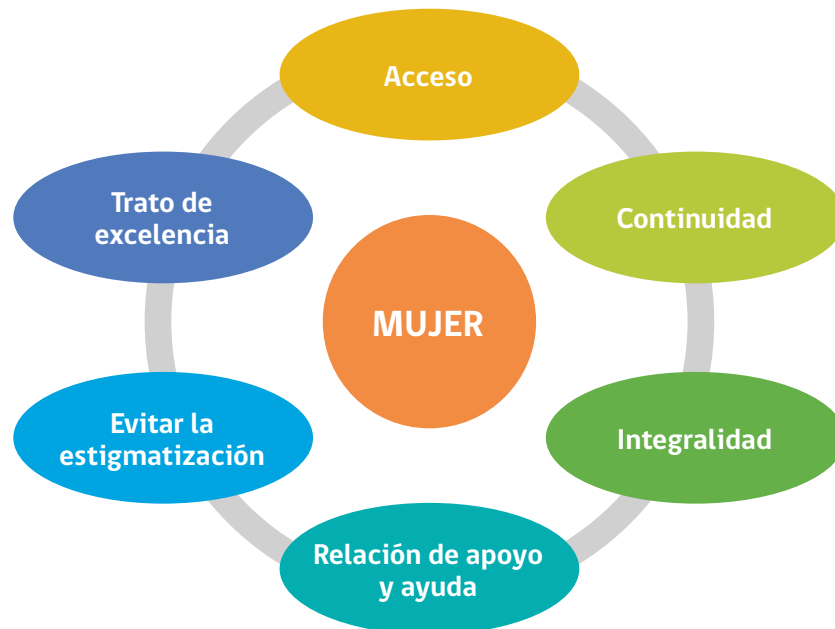 Acceso
Trato de
excelencia
Continuidad
MUJER
Evitar la
estigmatización
Integralidad
Relación de apoyo
y ayuda